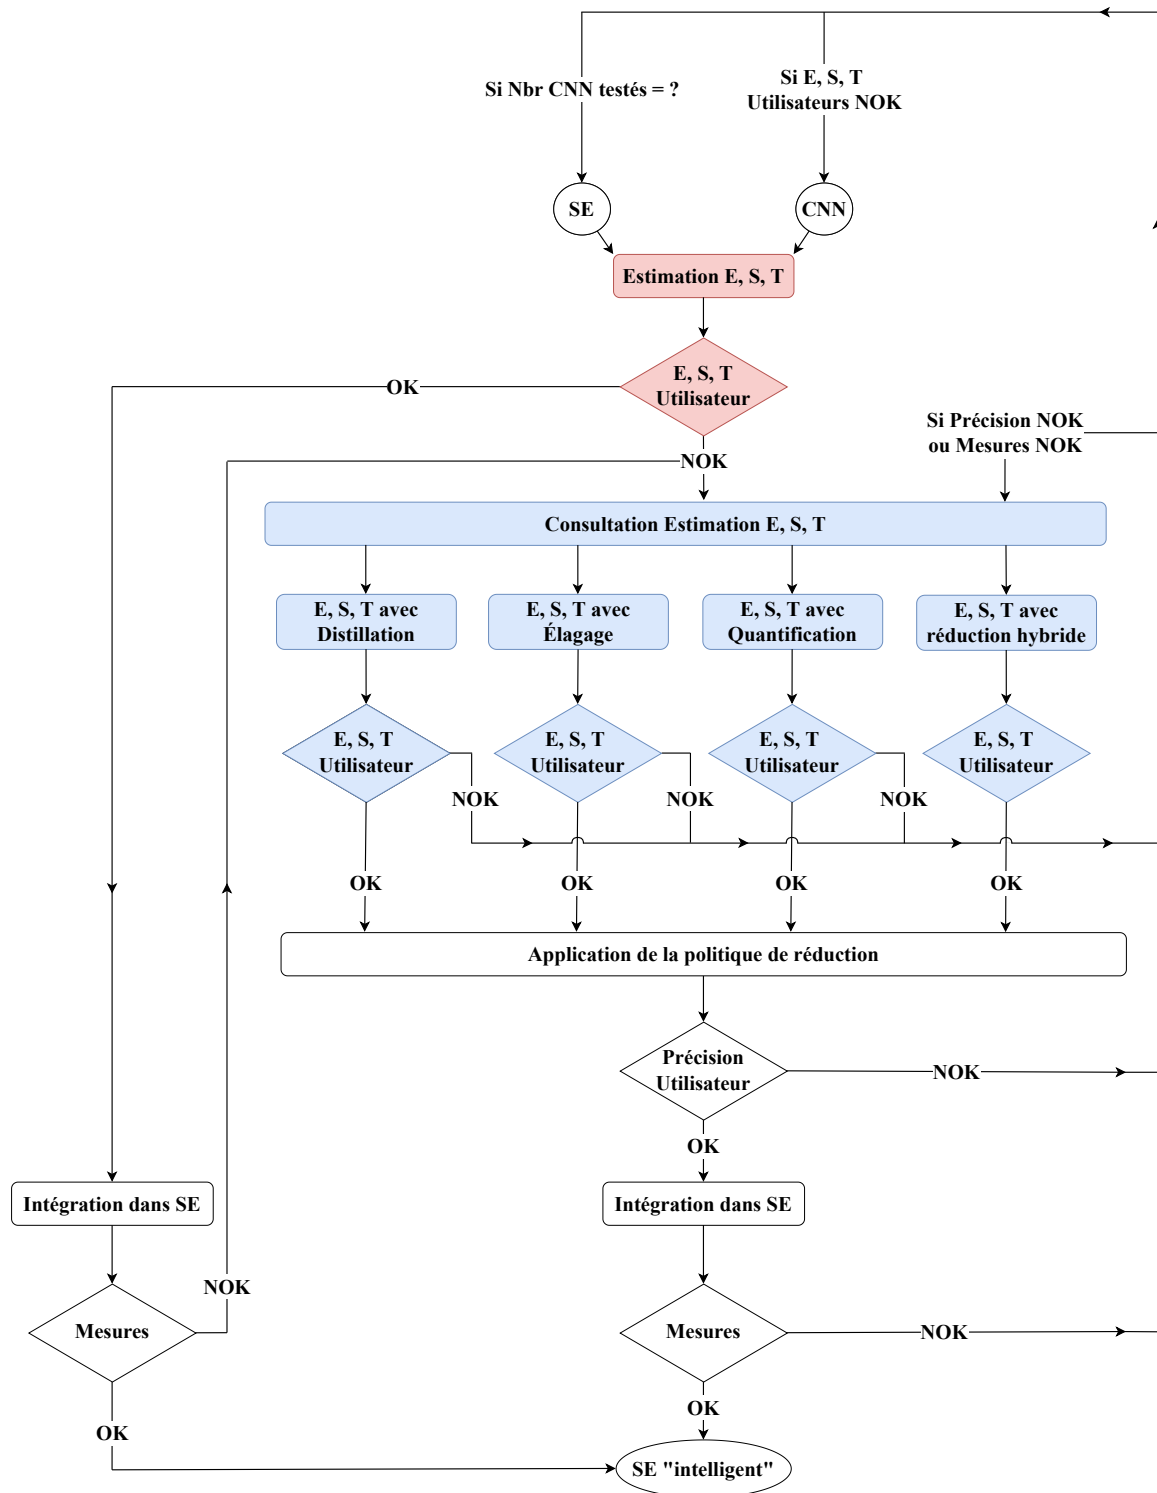 Si Nbr CNN testés = ?
Si E, S, T
Utilisateurs NOK
SE
CNN
Estimation E, S, T
E, S, T
Utilisateur
OK
NOK
Si Précision NOK
ou Mesures NOK
Consultation Estimation E, S, T
E, S, T avec
Distillation
E, S, T avec
Élagage
E, S, T avec
Quantification
E, S, T avec
réduction hybride
E, S, T
Utilisateur
E, S, T
Utilisateur
E, S, T
Utilisateur
E, S, T
Utilisateur
NOK
NOK
NOK
OK
OK
OK
OK
Application de la politique de réduction
Précision
Utilisateur
NOK
OK
Intégration dans SE
Intégration dans SE
NOK
Mesures
Mesures
NOK
OK
OK
SE "intelligent"